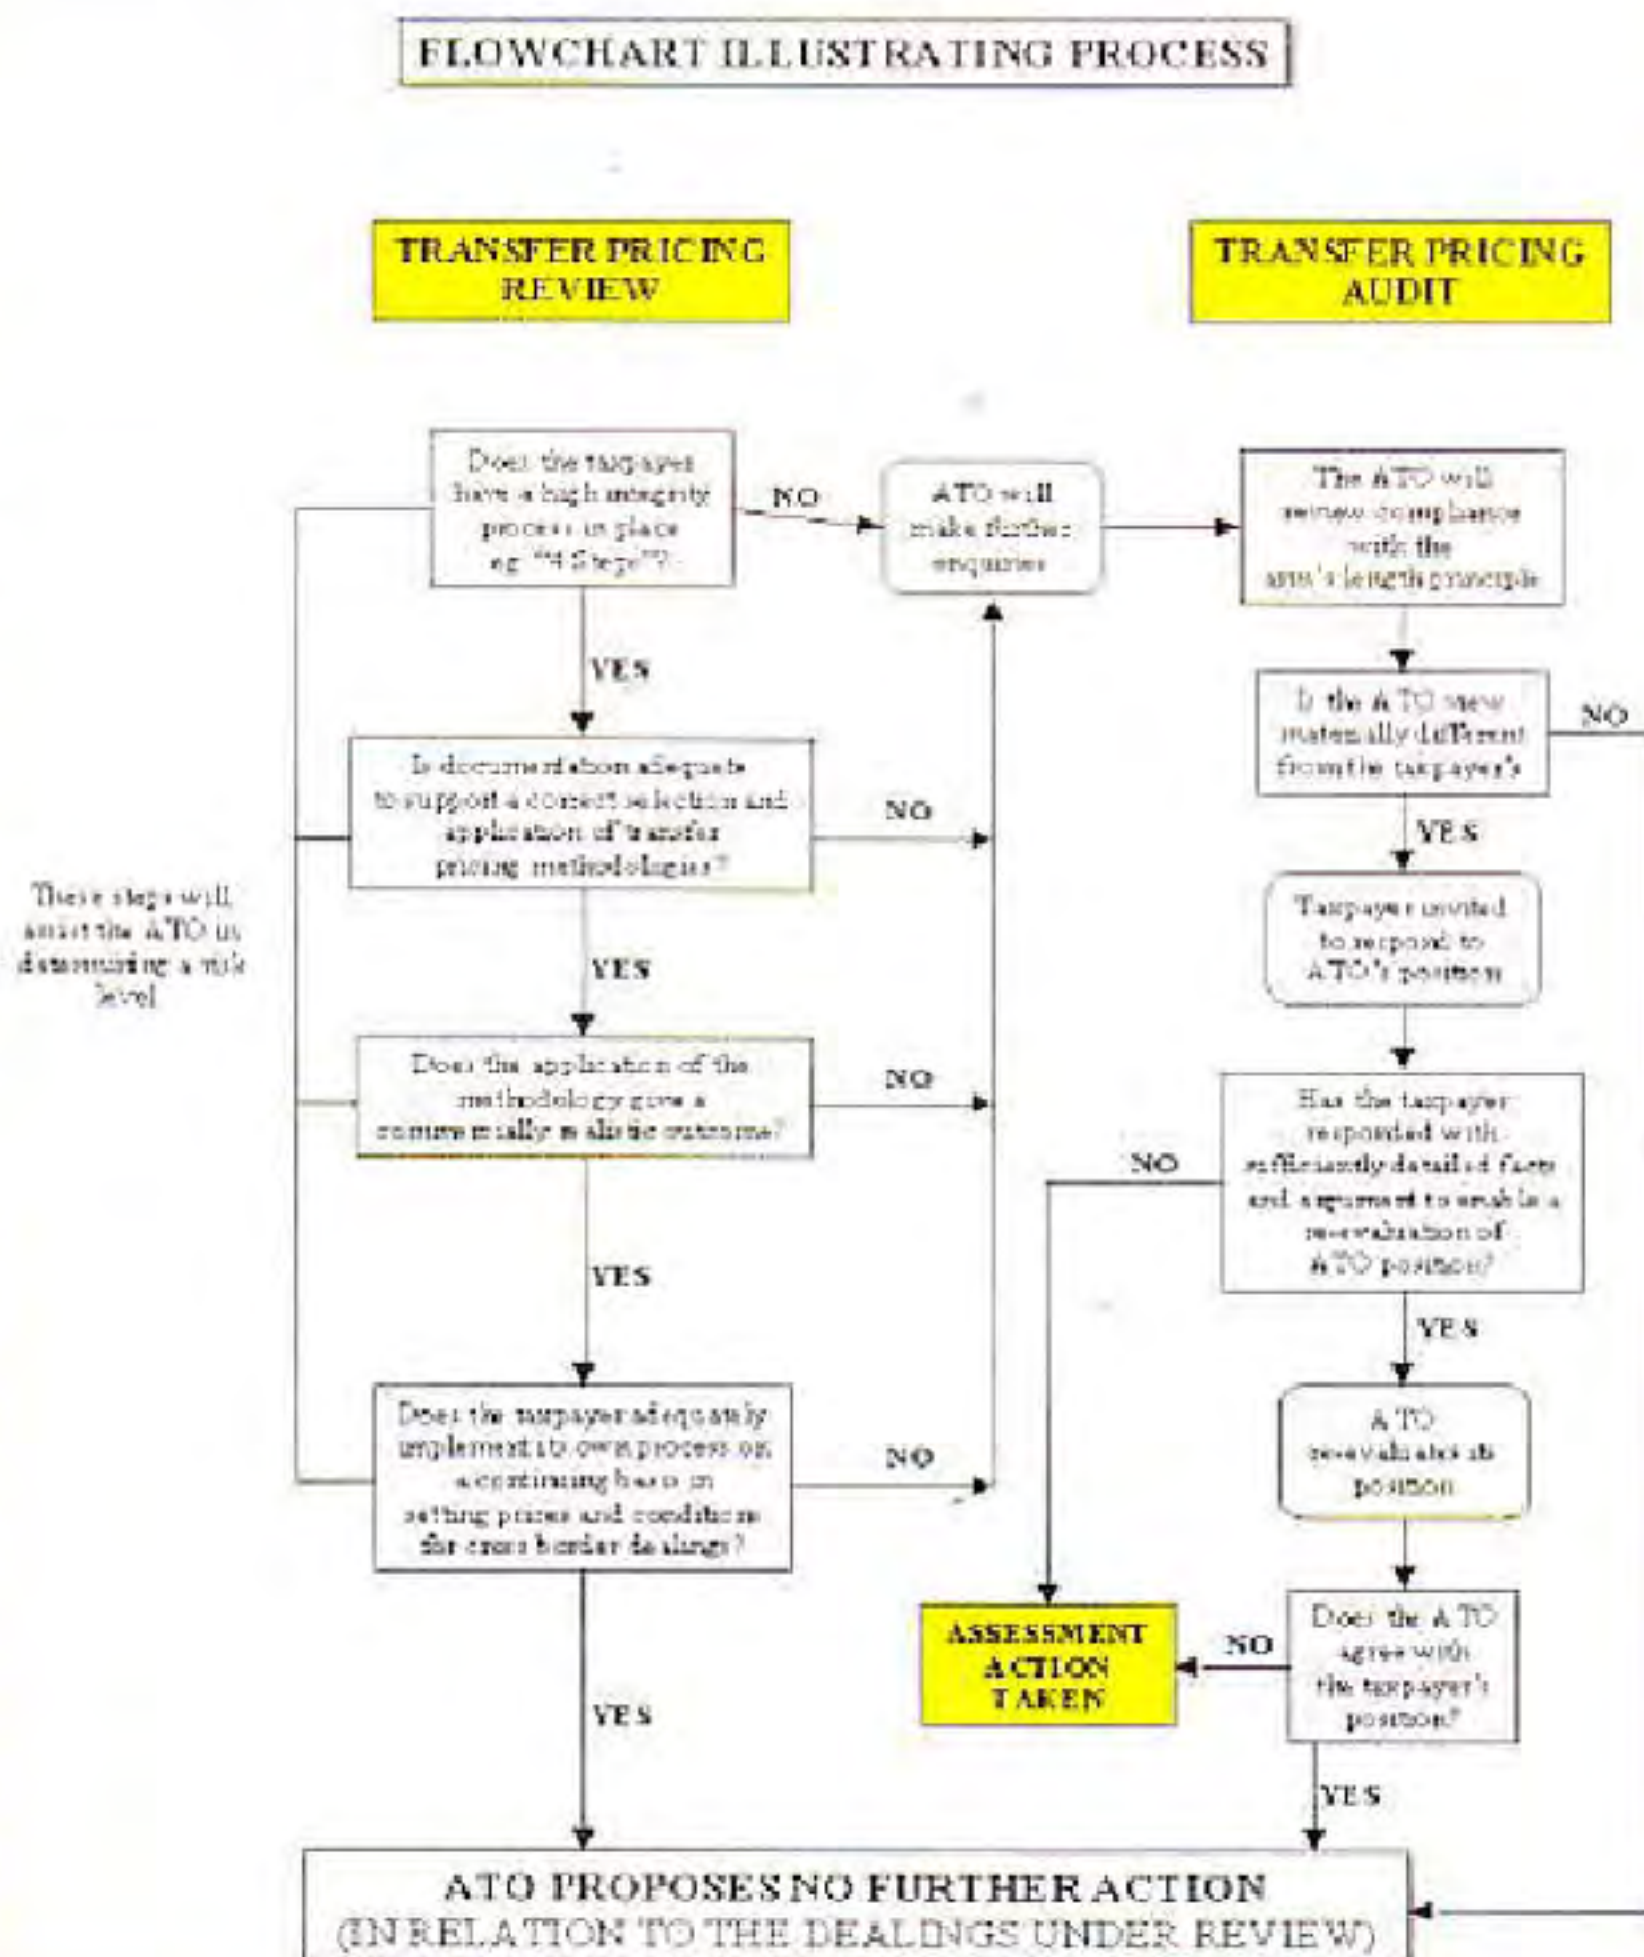 FLOWCHART ILLUSTRATING PROCESS
TRANSFER PRICING
REVIEW
TRANSFER PRICING
AUDIT
Does the taxpayer
have a high integrity
process in place
eg "4 Steps"?
NO
ATO will
make further
enquiries
The ATO will
review compliance
with the
arm's length principle
YES
Is the ATO view
materially different
from the taxpayer's
NO
Is documentation adequate
to support a correct selection and
application of transfer
pricing methodologies?
NO
YES
These steps will
assist the ATO in
determining a risk
level
Taxpayer invited
to respond to
ATO's position
YES
Does the application of the
methodology give a
commercially realistic outcome?
NO
Has the taxpayer
responded with
sufficiently detailed facts
and argument to enable a
re-evaluation of
ATO position?
NO
YES
YES
Does the taxpayer adequately
implement its own process on
a continuing basis in
setting prices and conditions
for cross border dealings?
NO
ATO
re-evaluates its
position
ASSESSMENT
ACTION
TAKEN
NO
Does the ATO
agree with
the taxpayer's
position?
YES
YES
ATO PROPOSES NO FURTHER ACTION
(IN RELATION TO THE DEALINGS UNDER REVIEW)